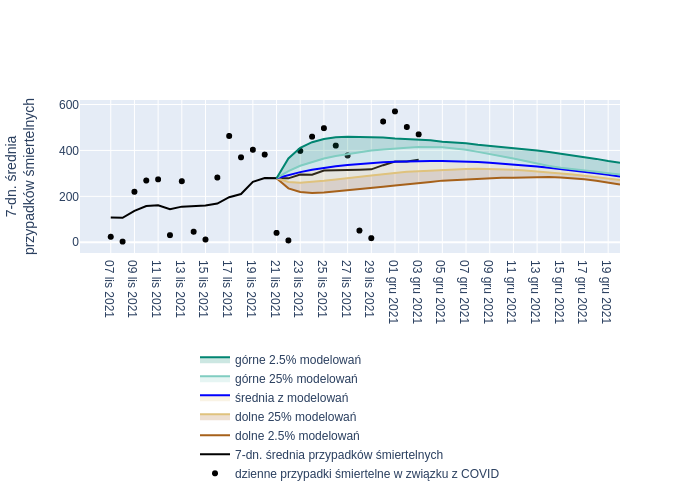 7-dn. średnia
przypadków śmiertelnych
600
400
200
0
07 lis 2021
09 lis 2021
11 lis 2021
13 lis 2021
15 lis 2021
17 lis 2021
19 lis 2021
21 lis 2021
23 lis 2021
25 lis 2021
27 lis 2021
29 lis 2021
01 gru 2021
03 gru 2021
05 gru 2021
07 gru 2021
09 gru 2021
11 gru 2021
13 gru 2021
15 gru 2021
17 gru 2021
19 gru 2021
górne 2.5% modelowań
górne 25% modelowań
średnia z modelowań
dolne 25% modelowań
dolne 2.5% modelowań
7-dn. średnia przypadków śmiertelnych
dzienne przypadki śmiertelne w związku z COVID